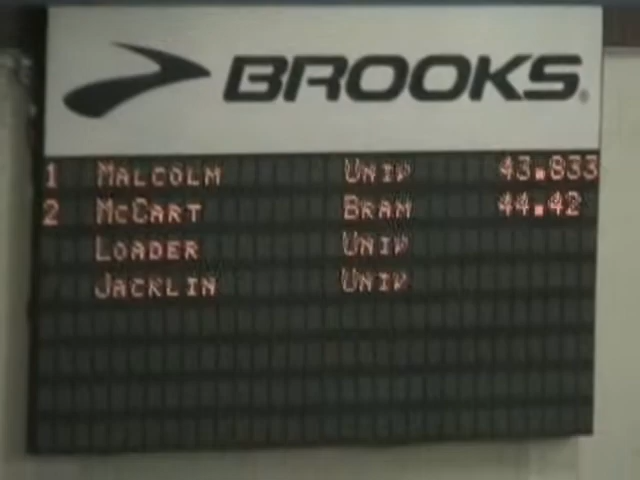 BROOKS
1 MALCOLM UNIV 43.833
2 MCCART BRAM 44.42
LOADER UNIV
JACKLIN UNIV